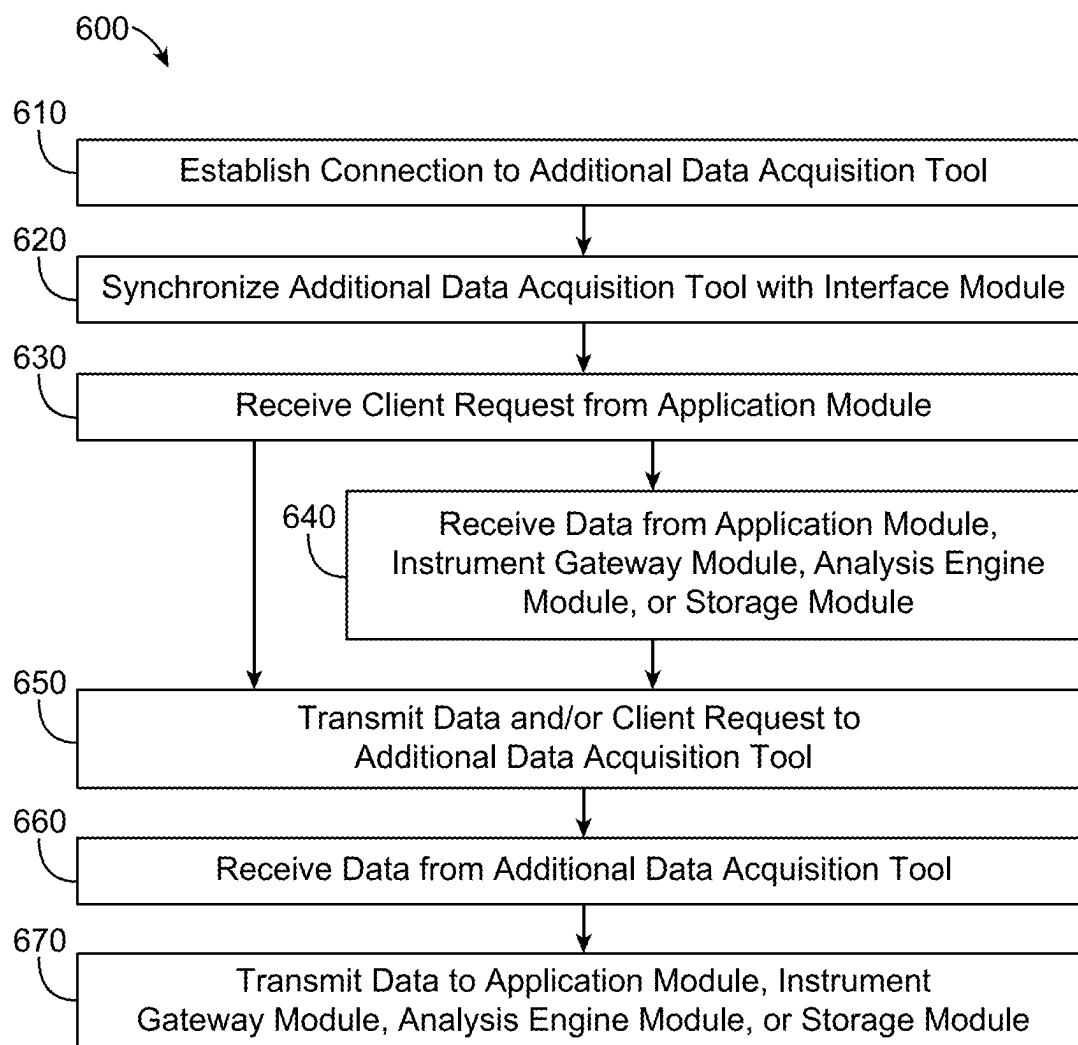 600
610
Establish Connection to Additional Data Acquisition Tool
620
Synchronize Additional Data Acquisition Tool with Interface Module
630
Receive Client Request from Application Module
640
Receive Data from Application Module,
Instrument Gateway Module, Analysis Engine
Module, or Storage Module
650
Transmit Data and/or Client Request to
Additional Data Acquisition Tool
660
Receive Data from Additional Data Acquisition Tool
670
Transmit Data to Application Module, Instrument
Gateway Module, Analysis Engine Module, or Storage Module